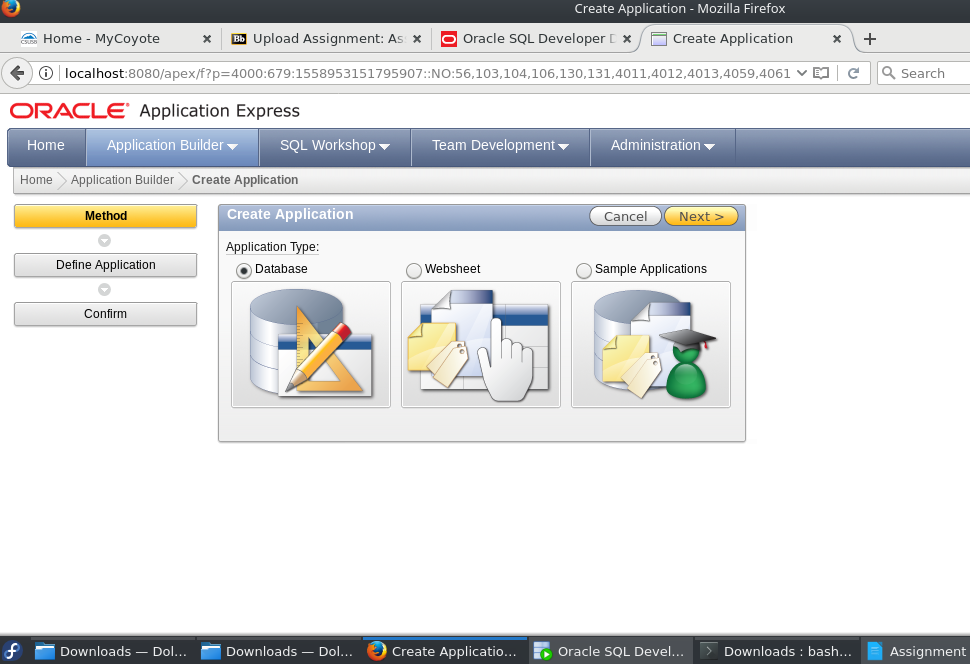 Create Application - Mozilla Firefox
Home - MyCoyote
Bb Upload Assignment: As
Oracle SQL Developer D
Create Application
localhost:8080/apex/f?p=4000:679:1558953151795907::NO:56,103,104,106,130,131,4011,4012,4013,4059,4061
Search
ORACLE® Application Express
Home
Application Builder
SQL Workshop
Team Development
Administration
Home
Application Builder
Create Application
Method
Define Application
Confirm
Create Application
Cancel
Next >
Application Type:
Database
Websheet
Sample Applications
Downloads — Dol...
Downloads — Dol...
Create Applicatio...
Oracle SQL Devel...
Downloads : bash...
Assignment